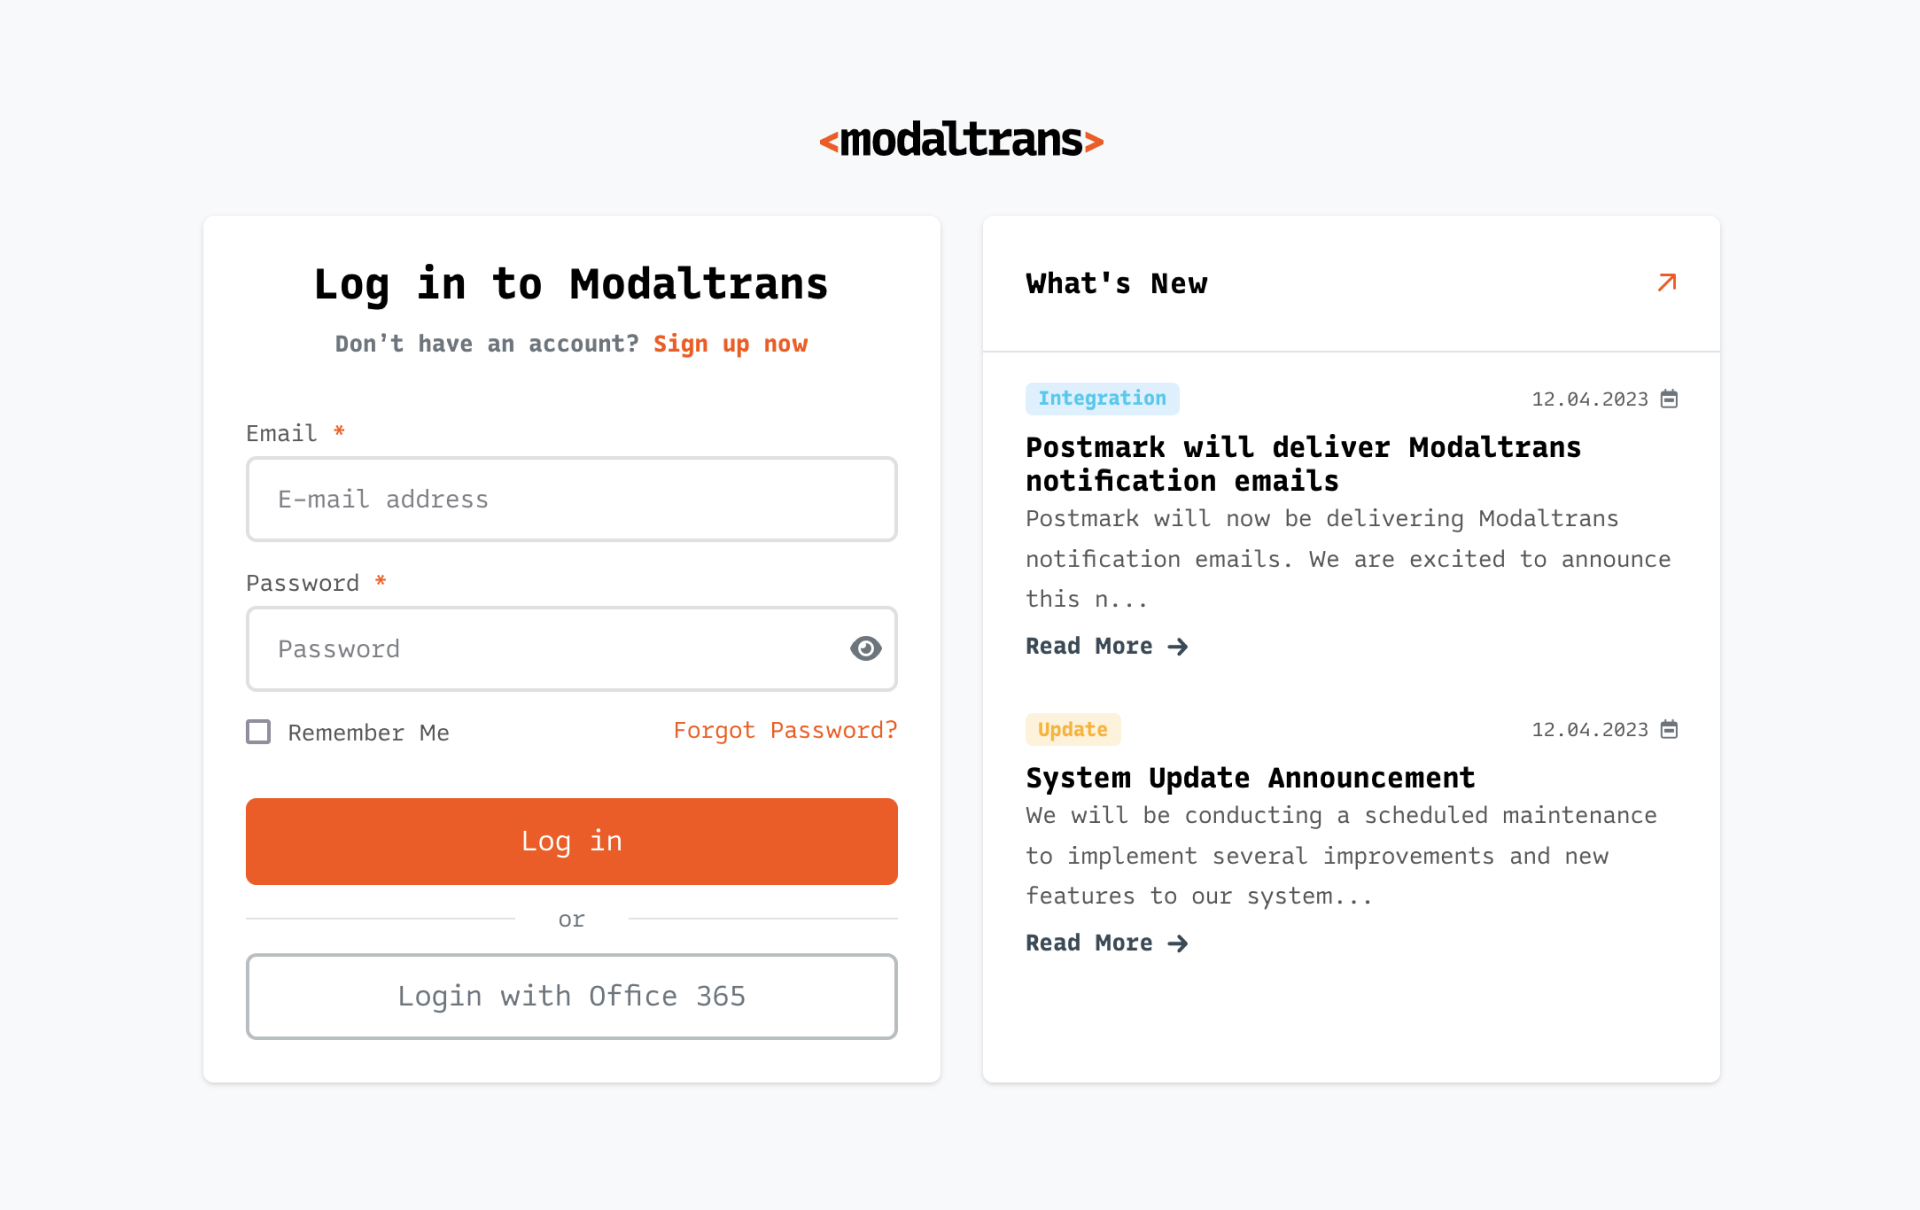 <modaltrans>
Log in to Modaltrans
Don’t have an account? Sign up now
Email *
E-mail address
Password *
Password
Remember Me
Forgot Password?
Log in
or
Login with Office 365
What's New
Integration
12.04.2023
Postmark will deliver Modaltrans
notification emails
Postmark will now be delivering Modaltrans
notification emails. We are excited to announce
this n...
Read More →
Update
12.04.2023
System Update Announcement
We will be conducting a scheduled maintenance
to implement several improvements and new
features to our system...
Read More →